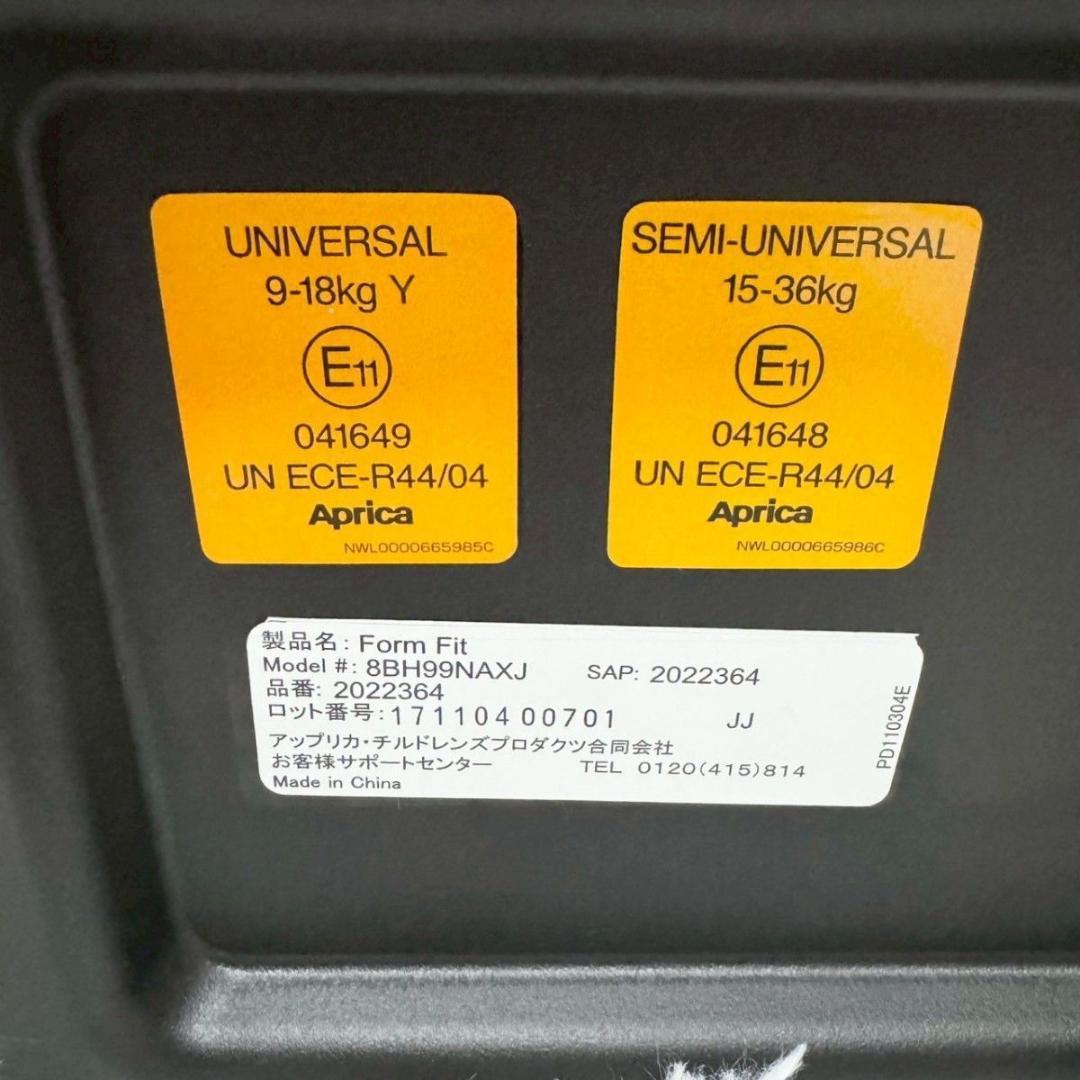 UNIVERSAL
9-18kg Y
E11
041649
UN ECE-R44/04
Aprica
NWL0000665985C
SEMI-UNIVERSAL
15-36kg
E11
041648
UN ECE-R44/04
Aprica
NWL0000665986C
製品名: Form Fit
Model #: 8BH99NAXJ SAP: 2022364
品番: 2022364
ロット番号: 17110400701 JJ
アップリカ・チルドレンズプロダクツ合同会社
お客様サポートセンター TEL 0120(415)814
Made in China
PD110304E